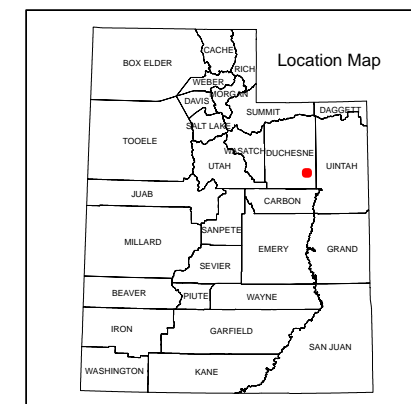 Location Map
CACHE
BOX ELDER
RICH
WEBER
MORGAN
DAVIS
SUMMIT
DAGGETT
SALT LAKE
TOOELE
WASATCH
DUCHESNE
UTAH
UINTAH
JUAB
CARBON
SANPETE
MILLARD
EMERY
GRAND
SEVIER
BEAVER
PIUTE
WAYNE
IRON
GARFIELD
SAN JUAN
WASHINGTON
KANE